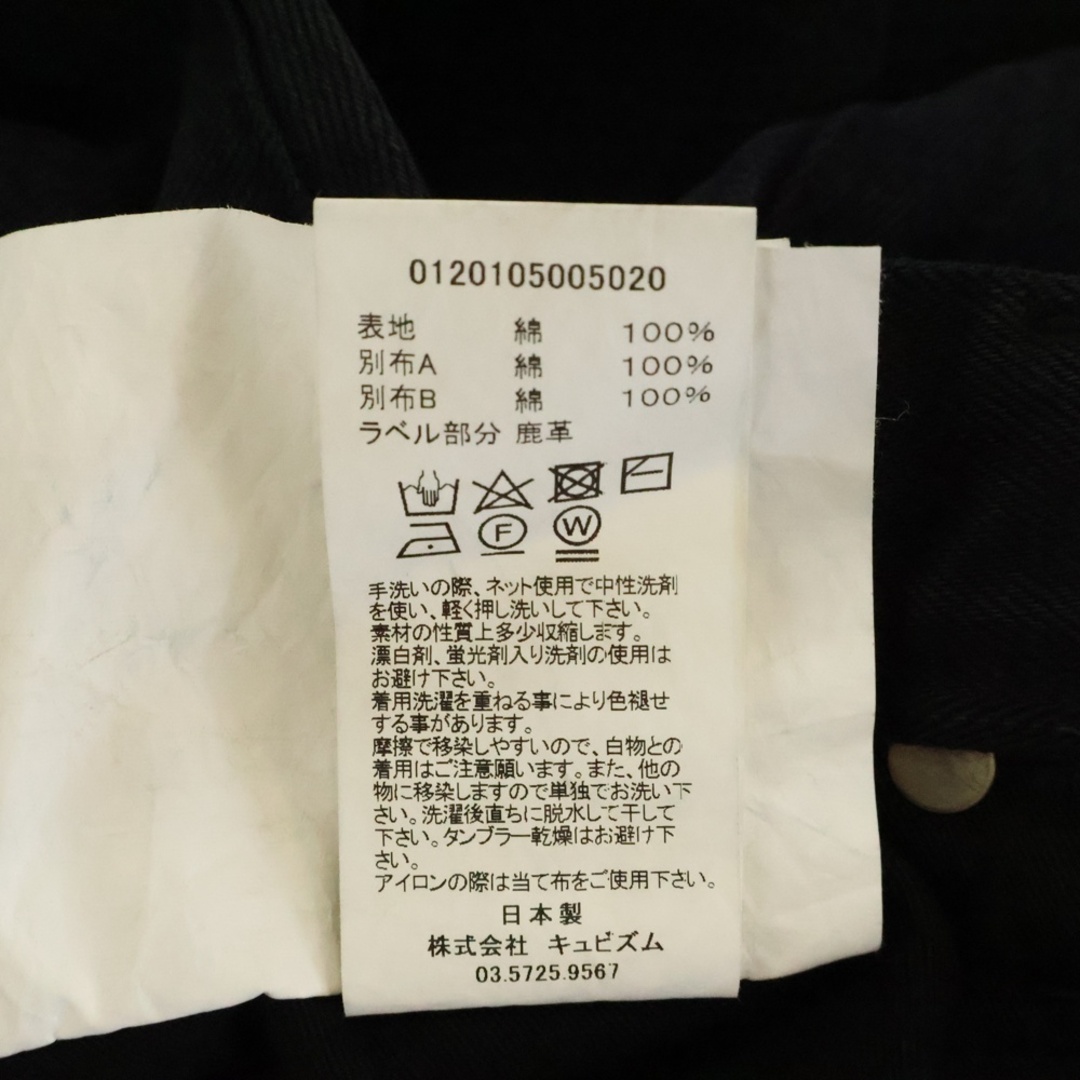 0120105005020
表地 綿 100%
別布A 綿 100%
別布B 綿 100%
ラベル部分 鹿革
F W
手洗いの際、ネット使用で中性洗剤
を使い、軽く押し洗いして下さい。
素材の性質上多少収縮します。
漂白剤、蛍光剤入り洗剤の使用は
お避け下さい。
着用洗濯を重ねる事により色褪せ
する事があります。
摩擦で移染しやすいので、白物との
着用はご注意願います。また、他の
物に移染しますので単独でお洗い下
さい。洗濯後直ちに脱水して干して
下さい。タンブラー乾燥はお避け下
さい。
アイロンの際は当て布をご使用下さい。
日本製
株式会社 キュビズム
03.5725.9567